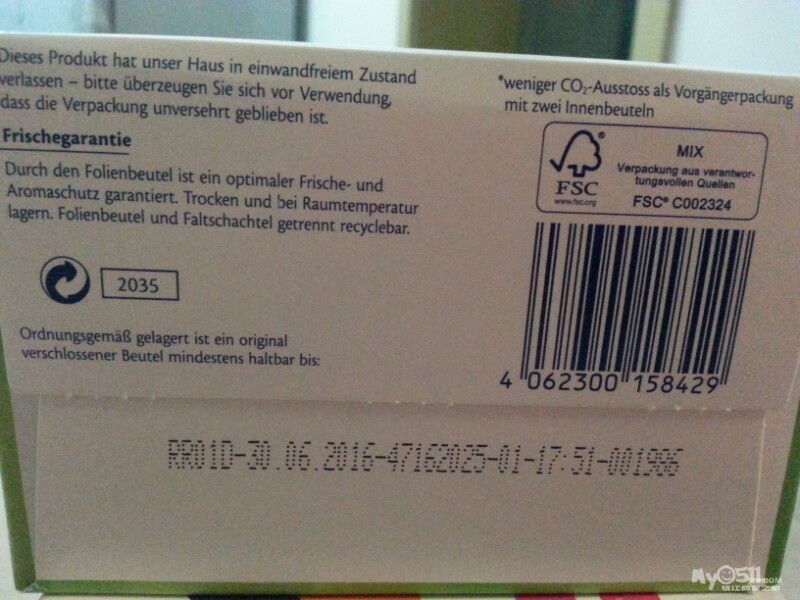 Dieses Produkt hat unser Haus in einwandfreiem Zustand
verlassen – bitte überzeugen Sie sich vor Verwendung,
dass die Verpackung unversehrt geblieben ist.
Frischegarantie
Durch den Folienbeutel ist ein optimaler Frische- und
Aromaschutz garantiert. Trocken und bei Raumtemperatur
lagern. Folienbeutel und Faltschachtel getrennt recyclebar.
2035
Ordnungsgemäß gelagert ist ein original
verschlossener Beutel mindestens haltbar bis:
*weniger CO₂-Ausstoss als Vorgängerpackung
mit zwei Innenbeuteln
FSC®
www.fsc.org
MIX
Verpackung aus verantwor-
tungsvollen Quellen
FSC® C002324
4 062300 158429
RR01D-30.06.2016-47162025-01-17:51-001986
My0511.COM